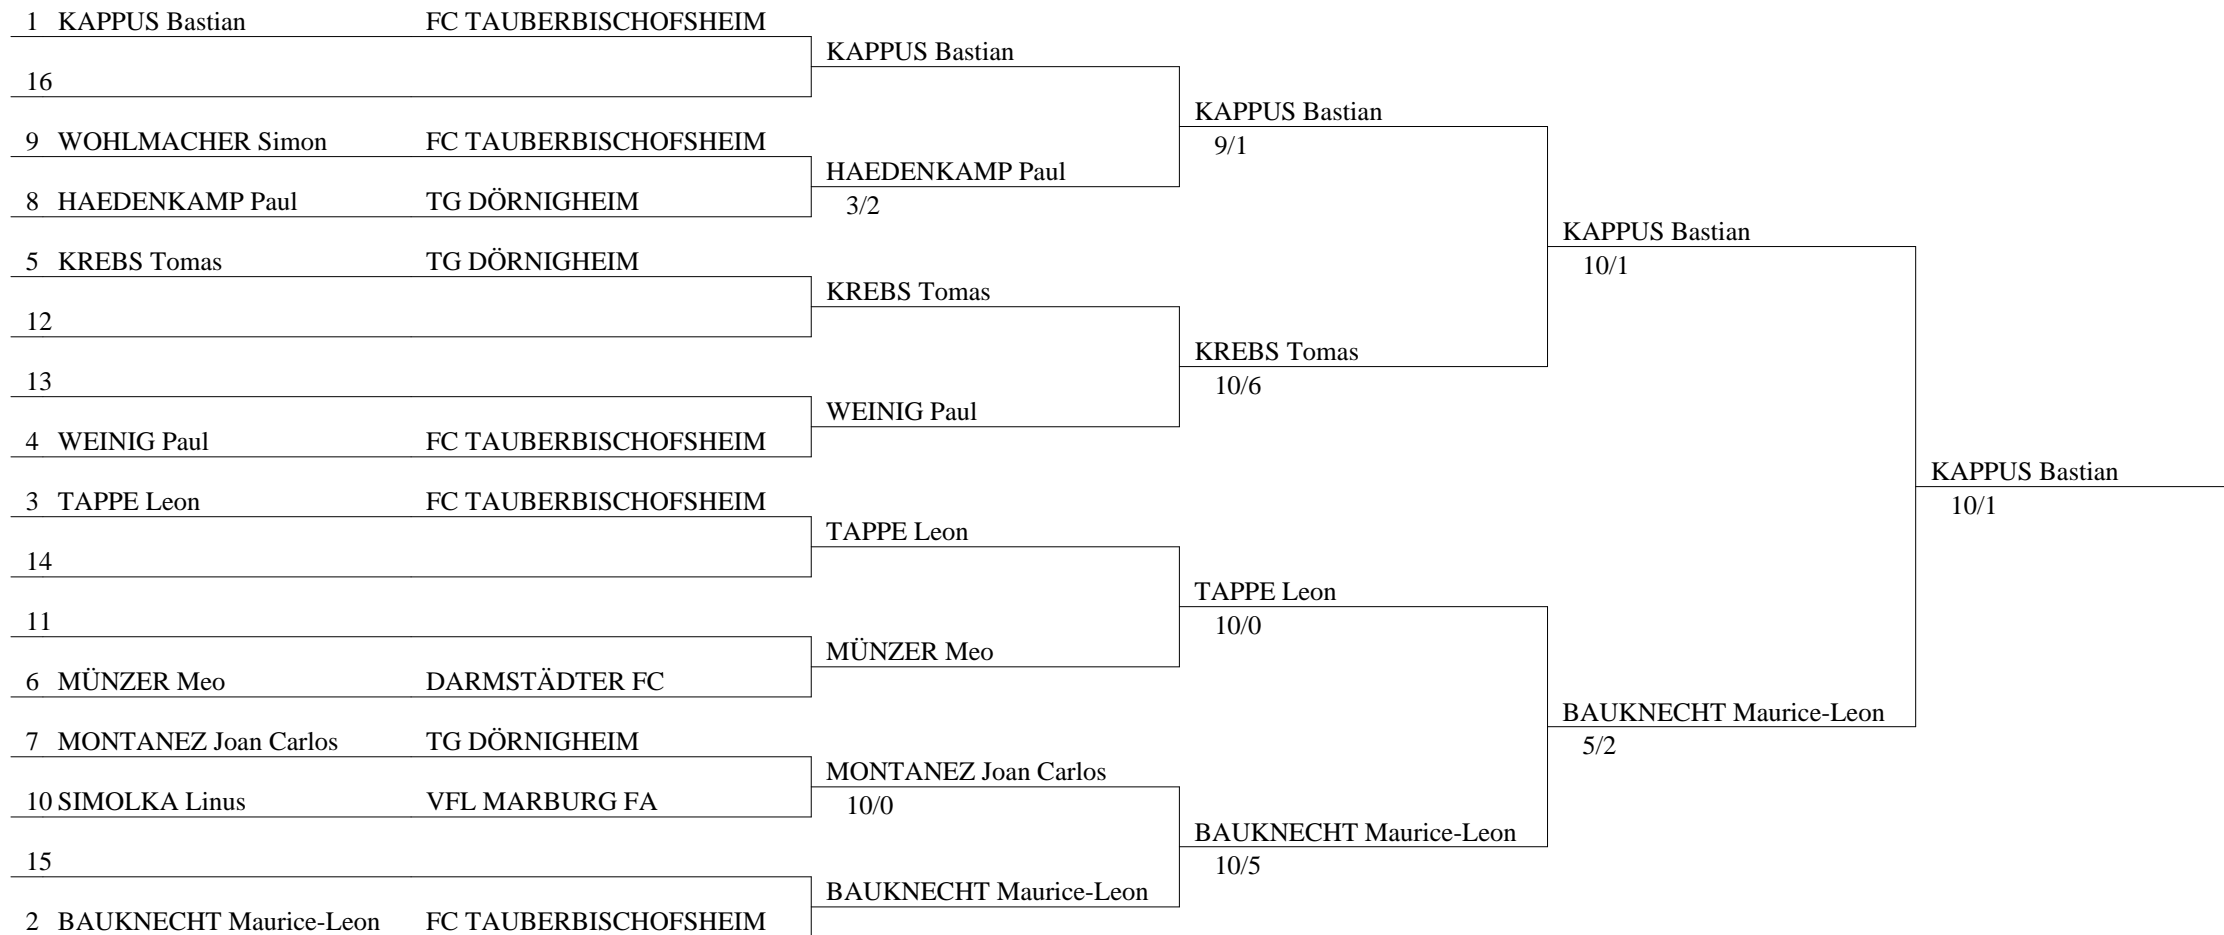 1 KAPPUS Bastian FC TAUBERBISCHOFSHEIM
16
9 WOHLMACHER Simon FC TAUBERBISCHOFSHEIM
8 HAEDENKAMP Paul TG DÖRNIGHEIM
5 KREBS Tomas TG DÖRNIGHEIM
12
13
4 WEINIG Paul FC TAUBERBISCHOFSHEIM
3 TAPPE Leon FC TAUBERBISCHOFSHEIM
14
11
6 MÜNZER Meo DARMSTÄDTER FC
7 MONTANEZ Joan Carlos TG DÖRNIGHEIM
10 SIMOLKA Linus VFL MARBURG FA
15
2 BAUKNECHT Maurice-Leon FC TAUBERBISCHOFSHEIM
KAPPUS Bastian
HAEDENKAMP Paul
3/2
KREBS Tomas
WEINIG Paul
TAPPE Leon
MÜNZER Meo
MONTANEZ Joan Carlos
10/0
BAUKNECHT Maurice-Leon
KAPPUS Bastian
9/1
KREBS Tomas
10/6
TAPPE Leon
10/0
BAUKNECHT Maurice-Leon
10/5
KAPPUS Bastian
10/1
BAUKNECHT Maurice-Leon
5/2
KAPPUS Bastian
10/1